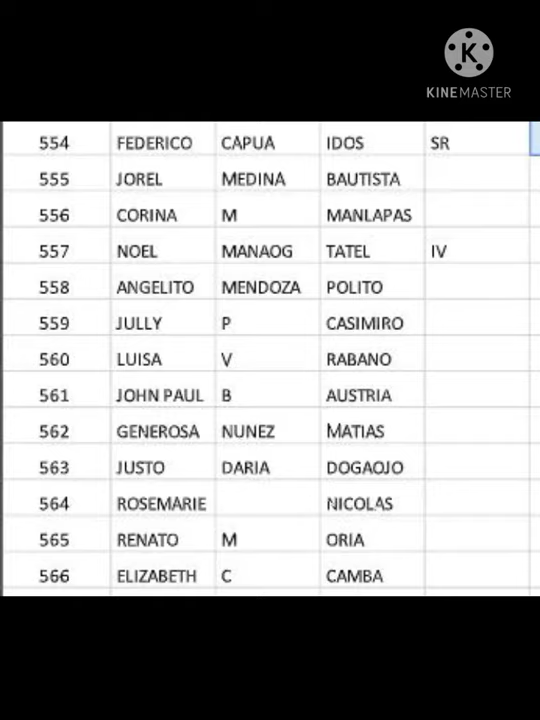 K
KINEMASTER
554 FEDERICO CAPUA IDOS SR
555 JOREL MEDINA BAUTISTA
556 CORINA M MANLAPAS
557 NOEL MANAOG TATEL IV
558 ANGELITO MENDOZA POLITO
559 JULLY P CASIMIRO
560 LUISA V RABANO
561 JOHN PAUL B AUSTRIA
562 GENEROSA NUNEZ MATIAS
563 JUSTO DARIA DOGAOJO
564 ROSEMARIE NICOLAS
565 RENATO M ORIA
566 ELIZABETH C CAMBA